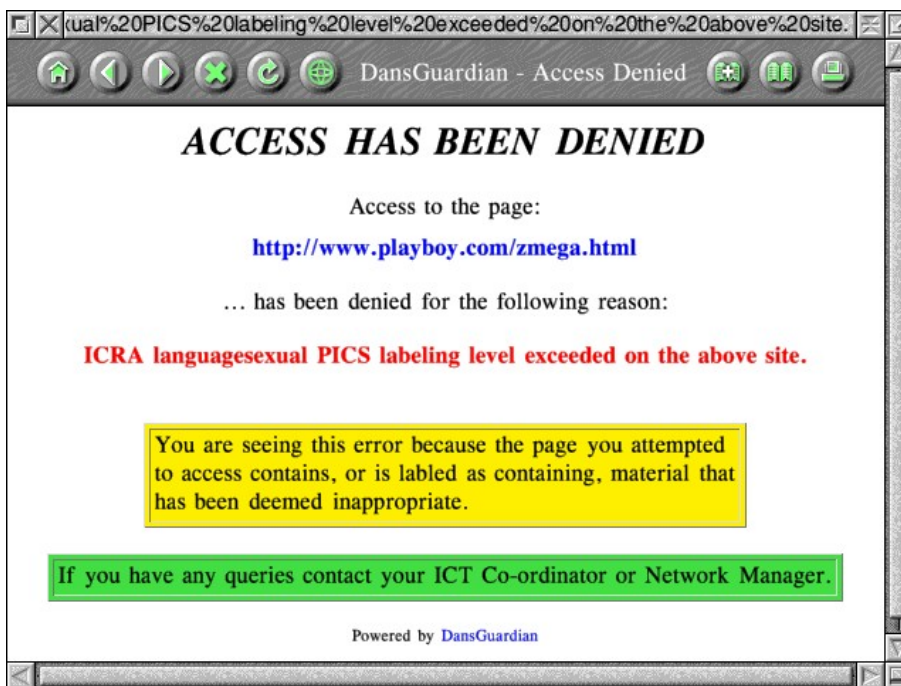 ual%20PICS%20labeling%20level%20exceeded%20on%20the%20above%20site.
DansGuardian - Access Denied
ACCESS HAS BEEN DENIED
Access to the page:
http://www.playboy.com/zmega.html
... has been denied for the following reason:
ICRA languagesexual PICS labeling level exceeded on the above site.
You are seeing this error because the page you attempted
to access contains, or is labled as containing, material that
has been deemed inappropriate.
If you have any queries contact your ICT Co-ordinator or Network Manager.
Powered by DansGuardian